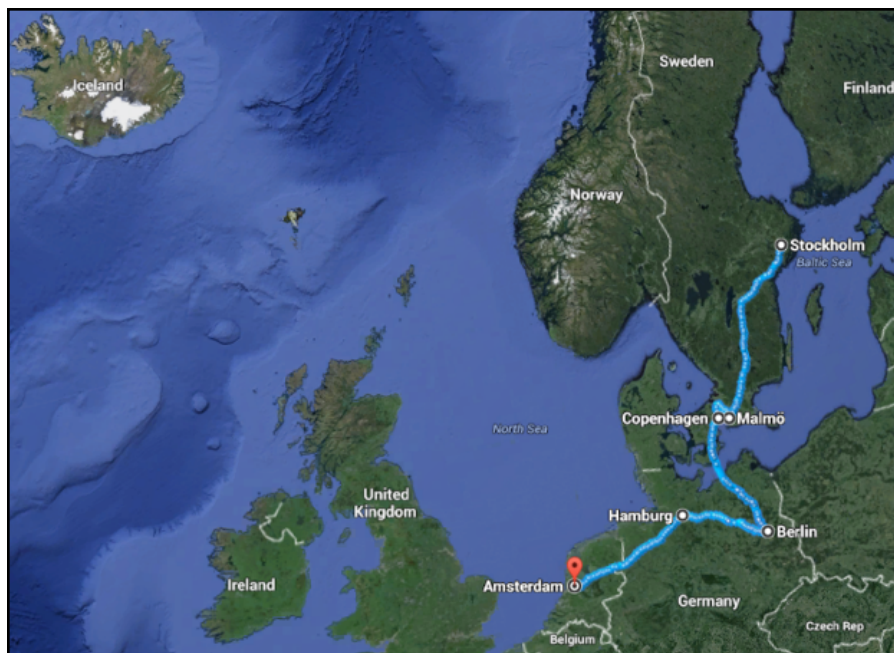 Iceland
Sweden
Finland
Norway
Stockholm
Baltic Sea
Copenhagen
Malmö
North Sea
United
Kingdom
Hamburg
Berlin
Ireland
Amsterdam
Germany
Belgium
Czech Rep